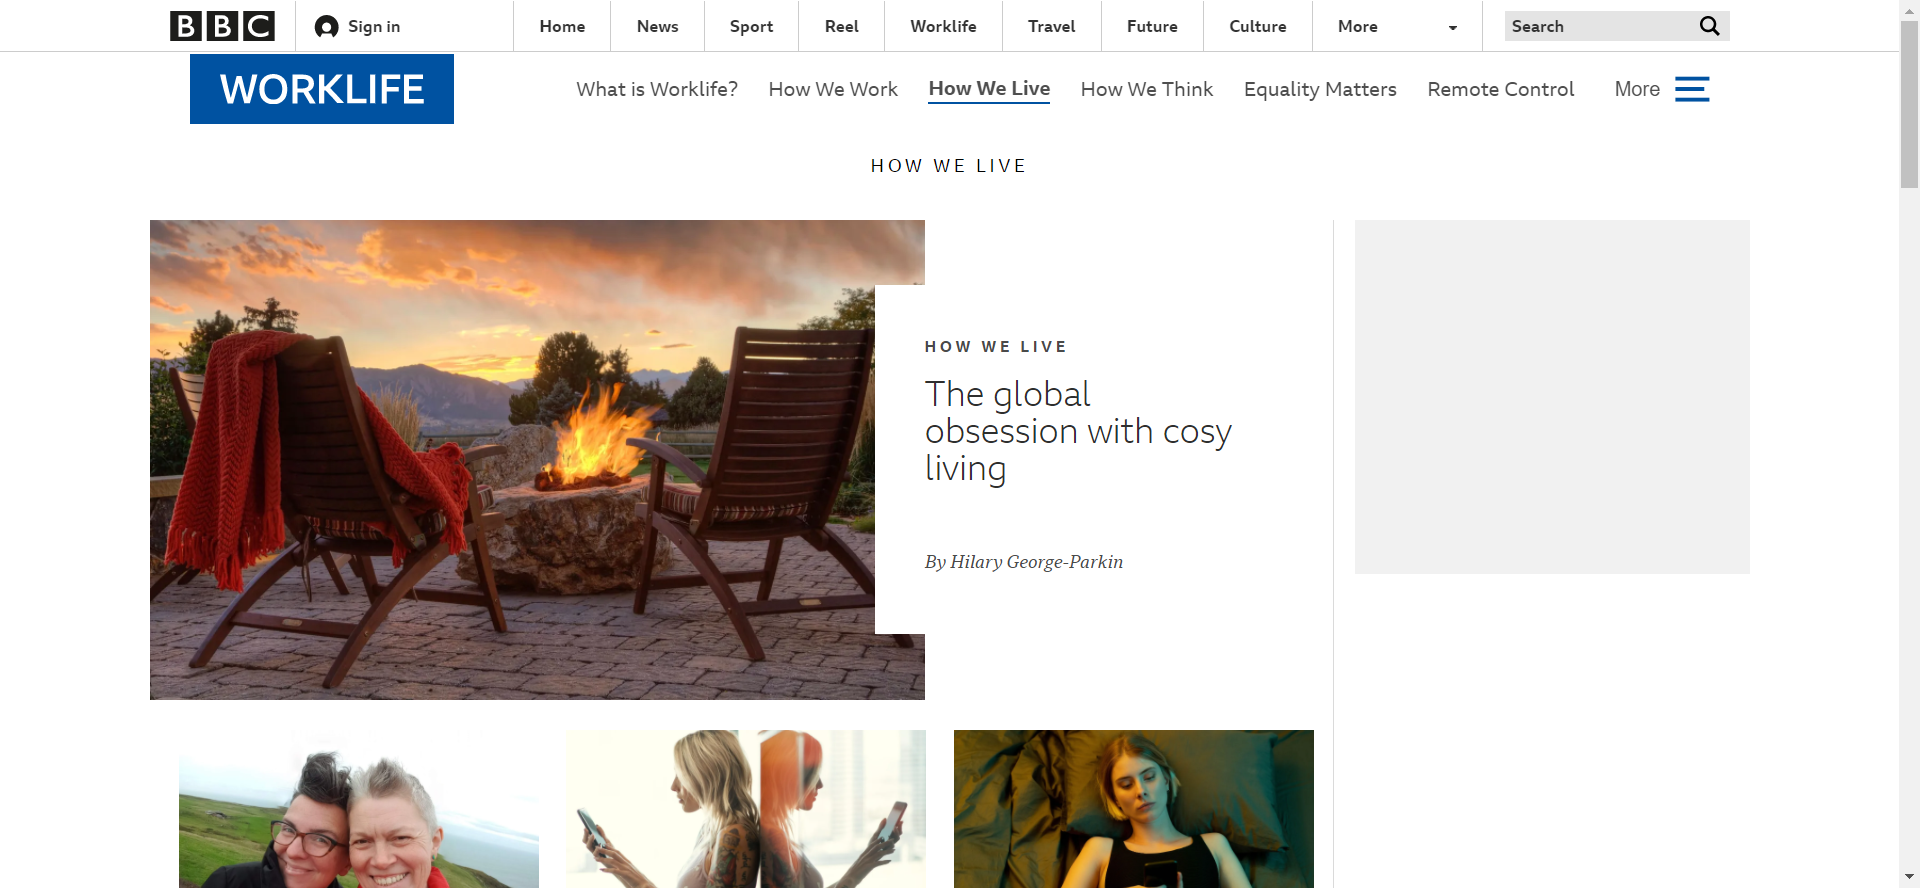 BBC
Sign in
Home
News
Sport
Reel
Worklife
Travel
Future
Culture
More
Search
WORKLIFE
What is Worklife?
How We Work
How We Live
How We Think
Equality Matters
Remote Control
More
HOW WE LIVE
HOW WE LIVE
The global
obsession with cosy
living
By Hilary George-Parkin